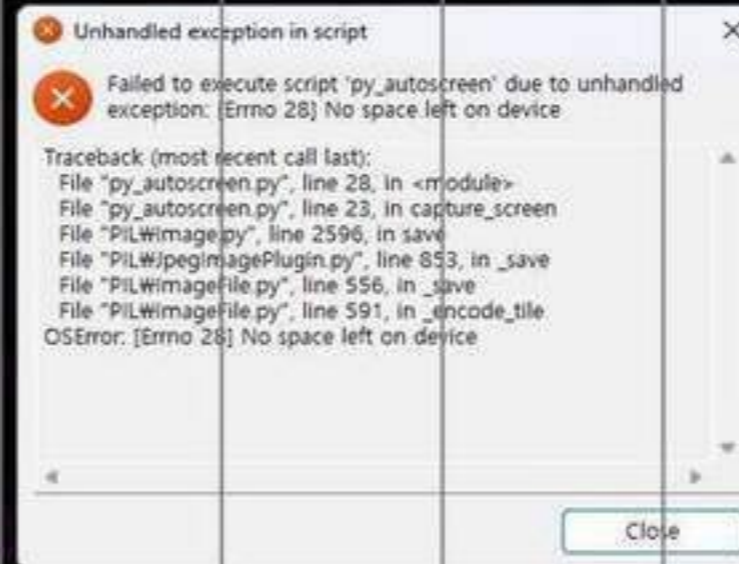 Unhandled exception in script
Failed to execute script 'py_autoscreen' due to unhandled
exception: [Errno 28] No space left on device
Traceback (most recent call last):
File "py_autoscreen.py", line 28, in <module>
File "py_autoscreen.py", line 23, in capture_screen
File "PIL₩Image.py", line 2596, in save
File "PIL₩JpegImagePlugin.py", line 853, in _save
File "PIL₩ImageFile.py", line 556, in _save
File "PIL₩ImageFile.py", line 591, in _encode_tile
OSError: [Errno 28] No space left on device
Close